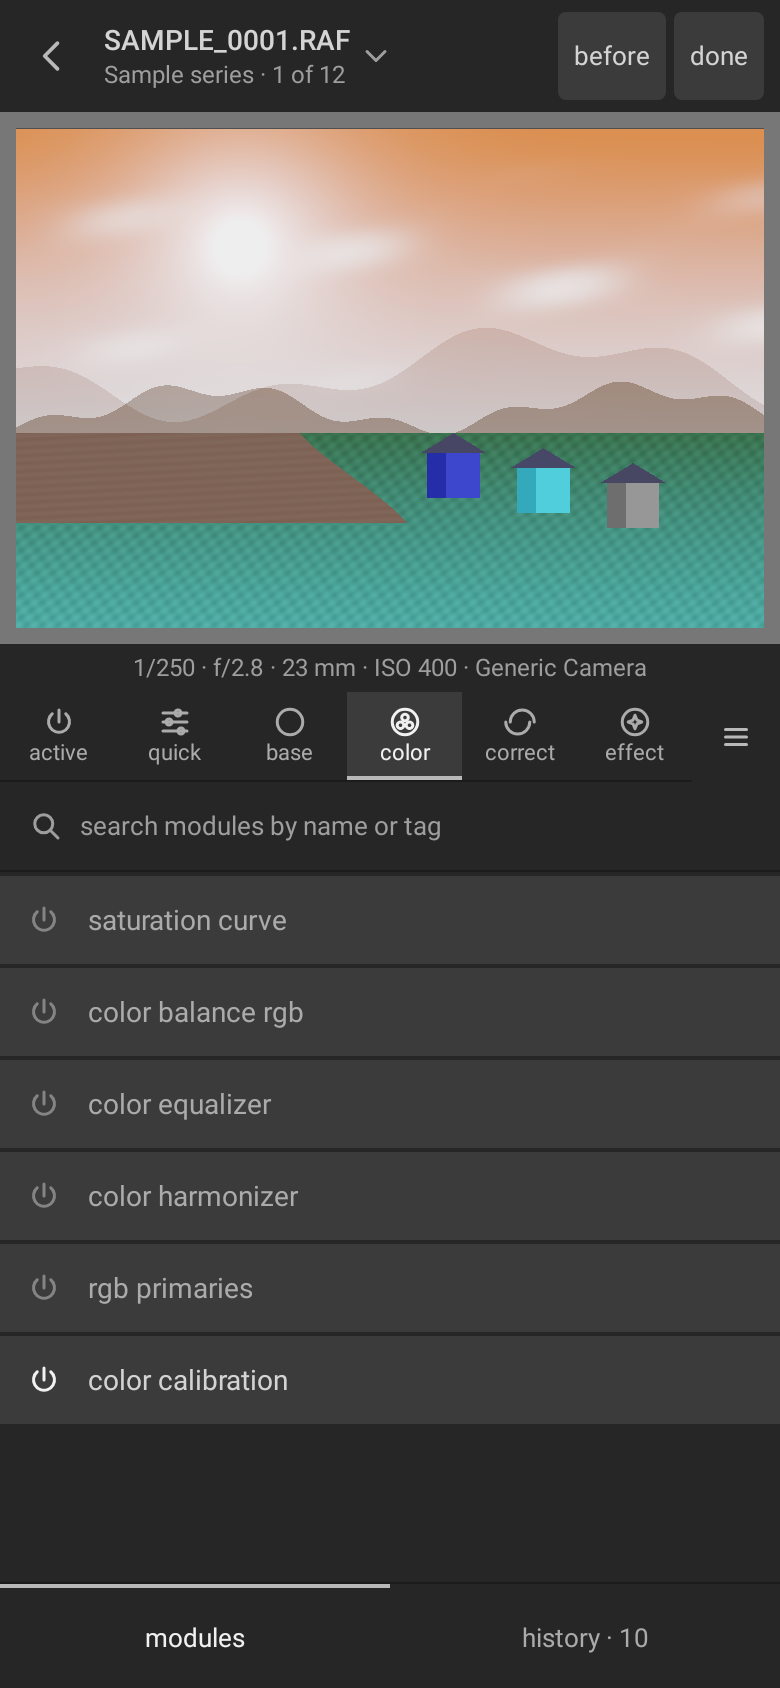 SAMPLE_0001.RAF
Sample series · 1 of 12
before
done
1/250 · f/2.8 · 23 mm · ISO 400 · Generic Camera
active
quick
base
color
correct
effect
search modules by name or tag
saturation curve
color balance rgb
color equalizer
color harmonizer
rgb primaries
color calibration
modules
history · 10